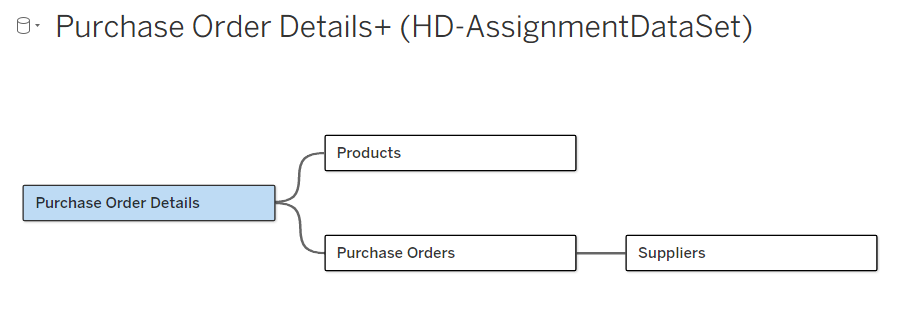 Purchase Order Details+ (HD-AssignmentDataSet)
Products
Purchase Order Details
Purchase Orders
Suppliers